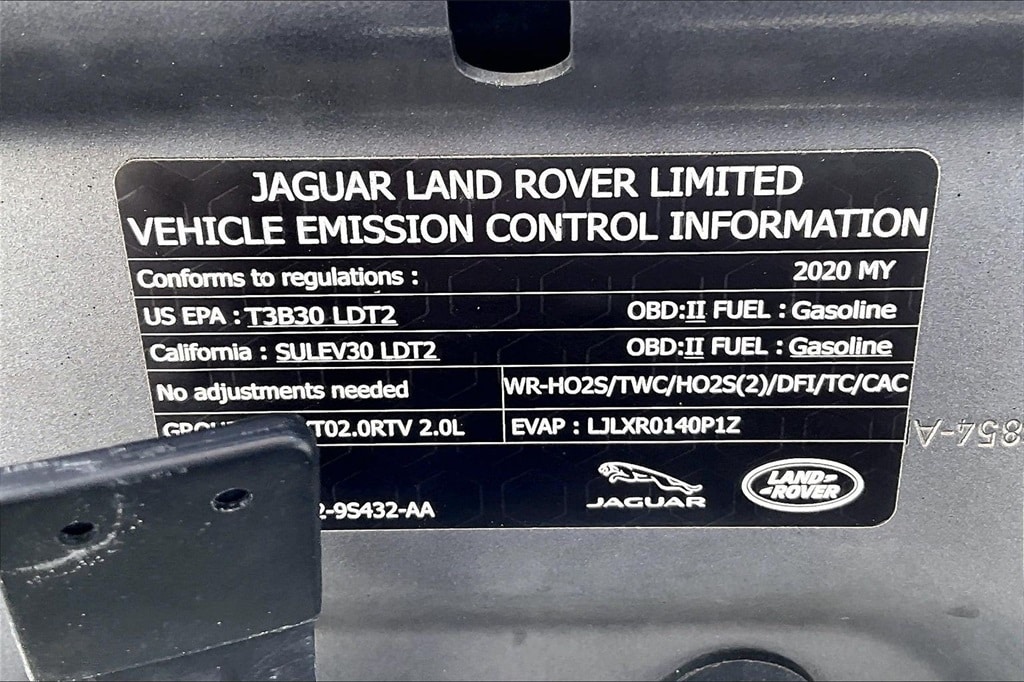 JAGUAR LAND ROVER LIMITED
VEHICLE EMISSION CONTROL INFORMATION
Conforms to regulations : 2020 MY
US EPA : T3B30 LDT2 OBD:II FUEL : Gasoline
California : SULEV30 LDT2 OBD:II FUEL : Gasoline
No adjustments needed WR-HO2S/TWC/HO2S(2)/DFI/TC/CAC
T02.0RTV 2.0L EVAP : LJLXR0140P1Z
2-9S432-AA
JAGUAR
LAND
ROVER
854-A